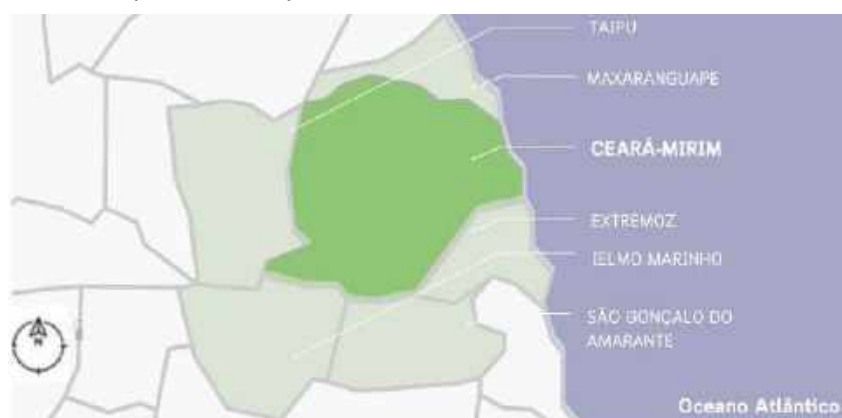 TAIPU
MAXARANGUAPE
CEARÁ-MIRIM
EXTREMOZ
IELMO MARINHO
SÃO GONÇALO DO
AMARANTE
N
Oceano Atlântico